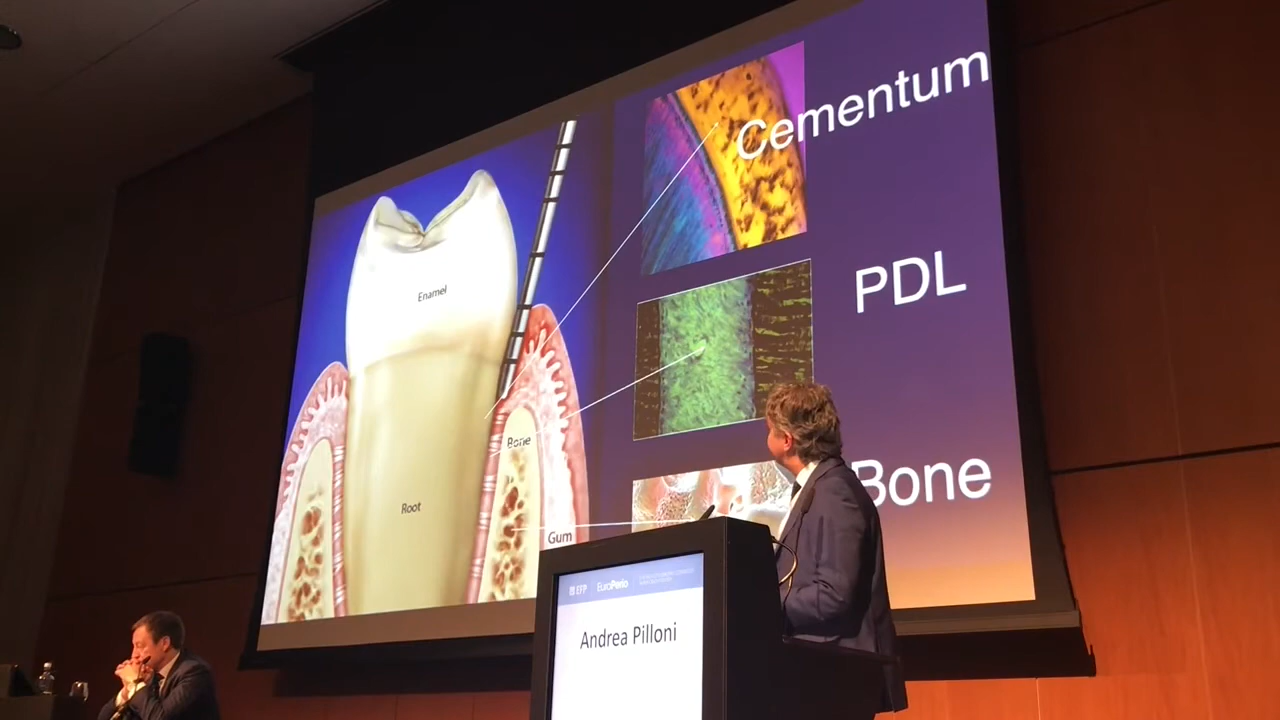 Cementum
PDL
Bone
Enamel
Bone
Root
Gum
EFP
EuroPerio
Andrea Pilloni